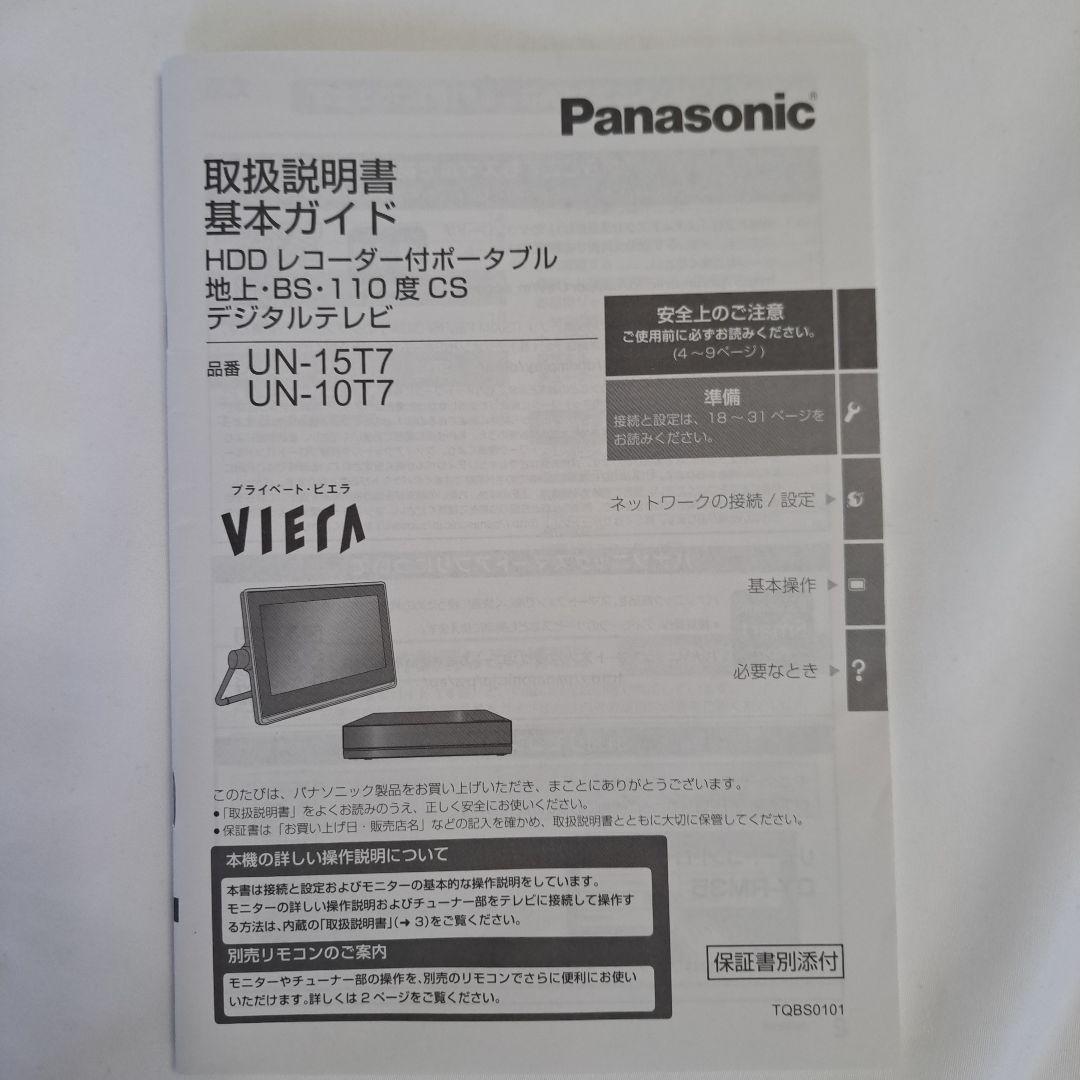 Panasonic®
取扱説明書
基本ガイド
HDD レコーダー付ポータブル
地上・BS・110 度 CS
デジタルテレビ
品番 UN-15T7
UN-10T7
安全上のご注意
ご使用前に必ずお読みください。
(4～9ページ)
準備
接続と設定は、18～31 ページを
お読みください。
ネットワークの接続 / 設定
基本操作
必要なとき
?
プライベート・ビエラ
VIERA
このたびは、パナソニック製品をお買い上げいただき、まことにありがとうございます。
●「取扱説明書」をよくお読みのうえ、正しく安全にお使いください。
●保証書は「お買い上げ日・販売店名」などの記入を確かめ、取扱説明書とともに大切に保管してください。
本機の詳しい操作説明について
本書は接続と設定およびモニターの基本的な操作説明をしています。
モニターの詳しい操作説明およびチューナー部をテレビに接続して操作す
る方法は、内蔵の「取扱説明書」(➔ 3)をご覧ください。
別売リモコンのご案内
モニターやチューナー部の操作を、別売のリモコンでさらに便利にお使い
いただけます。詳しくは 2 ページをご覧ください。
保証書別添付
TQBS0101